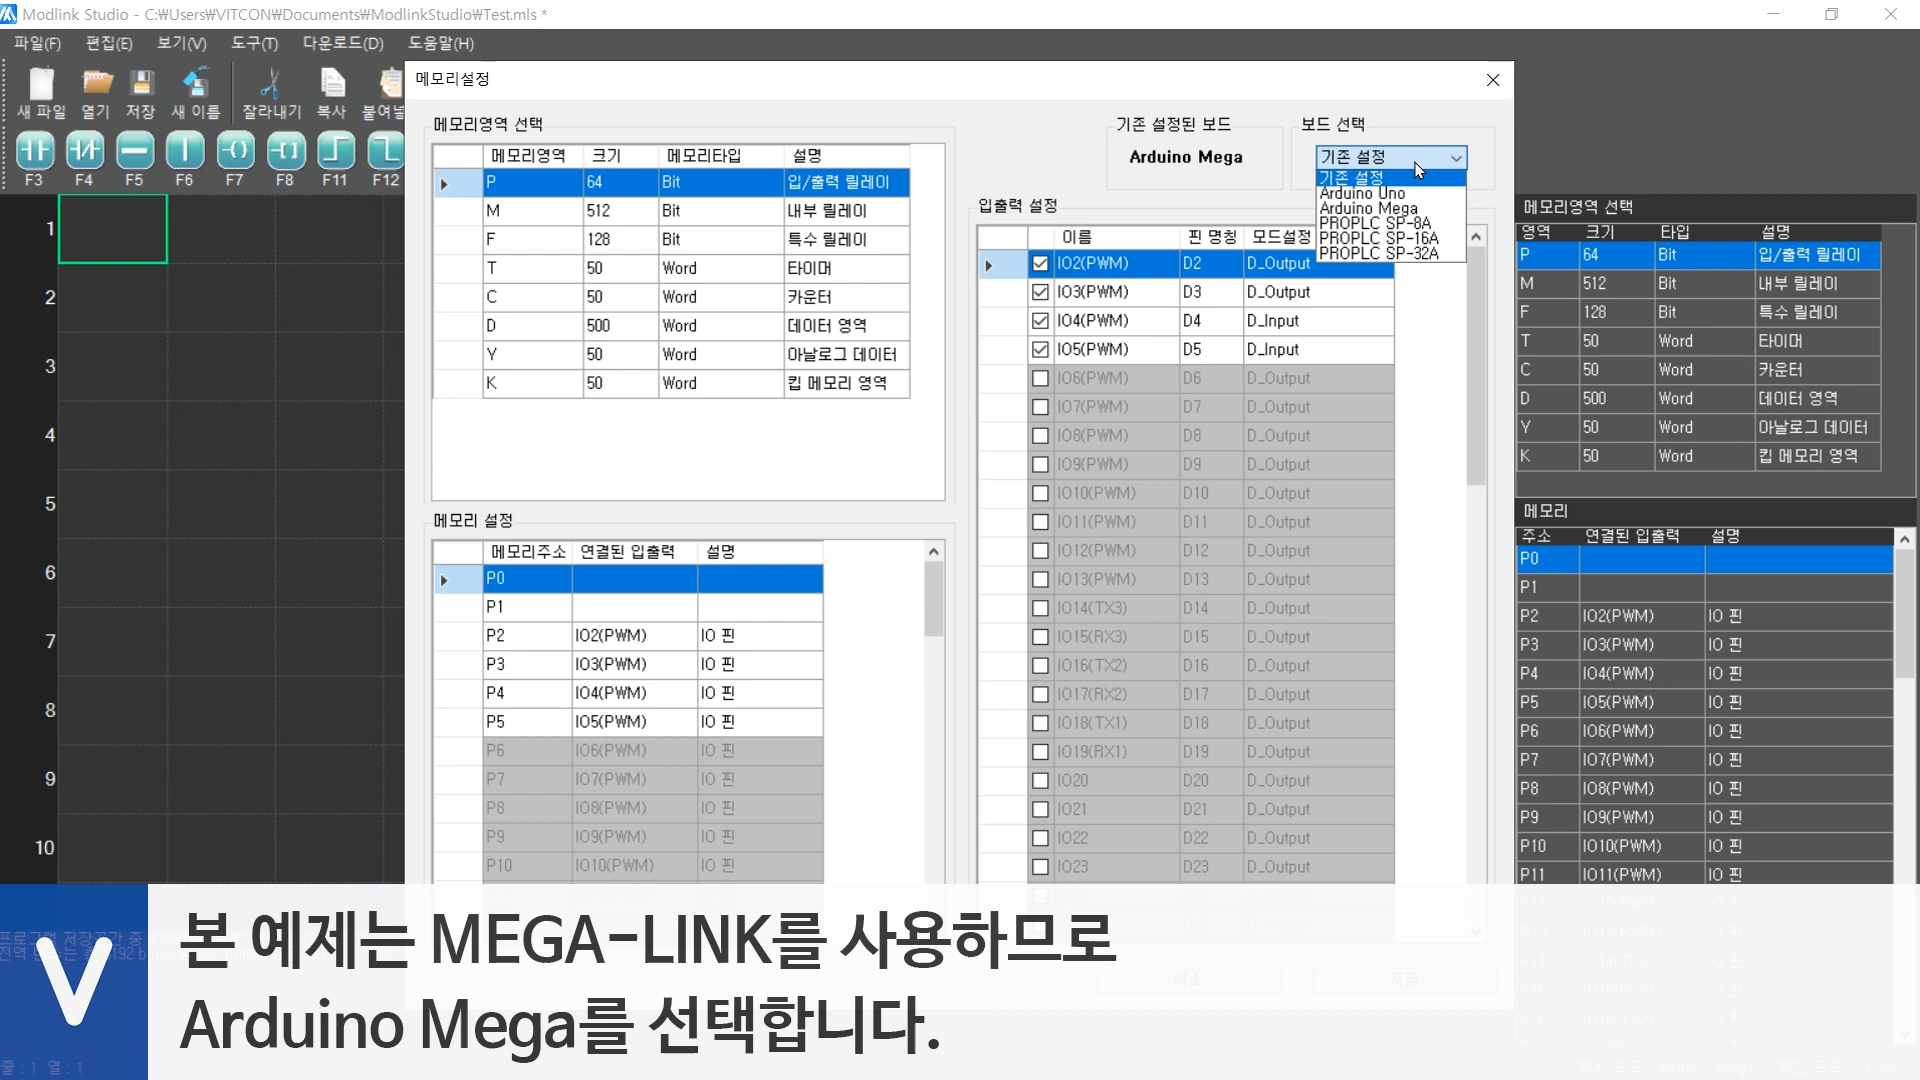 Modlink Studio - C:₩Users₩VITCON₩Documents₩ModlinkStudio₩Test.mls *
파일(F) 편집(E) 보기(V) 도구(T) 다운로드(D) 도움말(H)
새 파일 열기 저장 새 이름 잘라내기 복사
F3 F4 F5 F6 F7 F8 F11 F12
1
2
3
4
5
6
7
8
9
10
메모리설정
메모리영역 선택
메모리영역 크기 메모리타입 설명
P 64 Bit 입/출력 릴레이
M 512 Bit 내부 릴레이
F 128 Bit 특수 릴레이
T 50 Word 타이머
C 50 Word 카운터
D 500 Word 데이터 영역
Y 50 Word 아날로그 데이터
K 50 Word 킵 메모리 영역
메모리 설정
메모리주소 연결된 입출력 설명
P0
P1
P2 IO2(PWM) IO 핀
P3 IO3(PWM) IO 핀
P4 IO4(PWM) IO 핀
P5 IO5(PWM) IO 핀
P6 IO6(PWM) IO 핀
P7 IO7(PWM) IO 핀
P8 IO8(PWM) IO 핀
P9 IO9(PWM) IO 핀
P10 IO10(PWM) IO 핀
기존 설정된 보드
Arduino Mega
보드 선택
기존 설정
기존 설정
Arduino Uno
Arduino Mega
PROPLC SP-8A
PROPLC SP-16A
PROPLC SP-32A
입출력 설정
이름 핀 명칭 모드설정
IO2(PWM) D2 D_Output
IO3(PWM) D3 D_Output
IO4(PWM) D4 D_Input
IO5(PWM) D5 D_Input
IO6(PWM) D6 D_Output
IO7(PWM) D7 D_Output
IO8(PWM) D8 D_Output
IO9(PWM) D9 D_Output
IO10(PWM) D10 D_Output
IO11(PWM) D11 D_Output
IO12(PWM) D12 D_Output
IO13(PWM) D13 D_Output
IO14(TX3) D14 D_Output
IO15(RX3) D15 D_Output
IO16(TX2) D16 D_Output
IO17(RX2) D17 D_Output
IO18(TX1) D18 D_Output
IO19(RX1) D19 D_Output
IO20 D20 D_Output
IO21 D21 D_Output
IO22 D22 D_Output
IO23 D23 D_Output
취소 저장
메모리영역 선택
영역 크기 타입 설명
P 64 Bit 입/출력 릴레이
M 512 Bit 내부 릴레이
F 128 Bit 특수 릴레이
T 50 Word 타이머
C 50 Word 카운터
D 500 Word 데이터 영역
Y 50 Word 아날로그 데이터
K 50 Word 킵 메모리 영역
메모리
주소 연결된 입출력 설명
P0
P1
P2 IO2(PWM) IO 핀
P3 IO3(PWM) IO 핀
P4 IO4(PWM) IO 핀
P5 IO5(PWM) IO 핀
P6 IO6(PWM) IO 핀
P7 IO7(PWM) IO 핀
P8 IO8(PWM) IO 핀
P9 IO9(PWM) IO 핀
P10 IO10(PWM) IO 핀
P11 IO11(PWM) IO 핀
V
본 예제는 MEGA-LINK를 사용하므로
Arduino Mega를 선택합니다.
줄 : 1 열 : 1